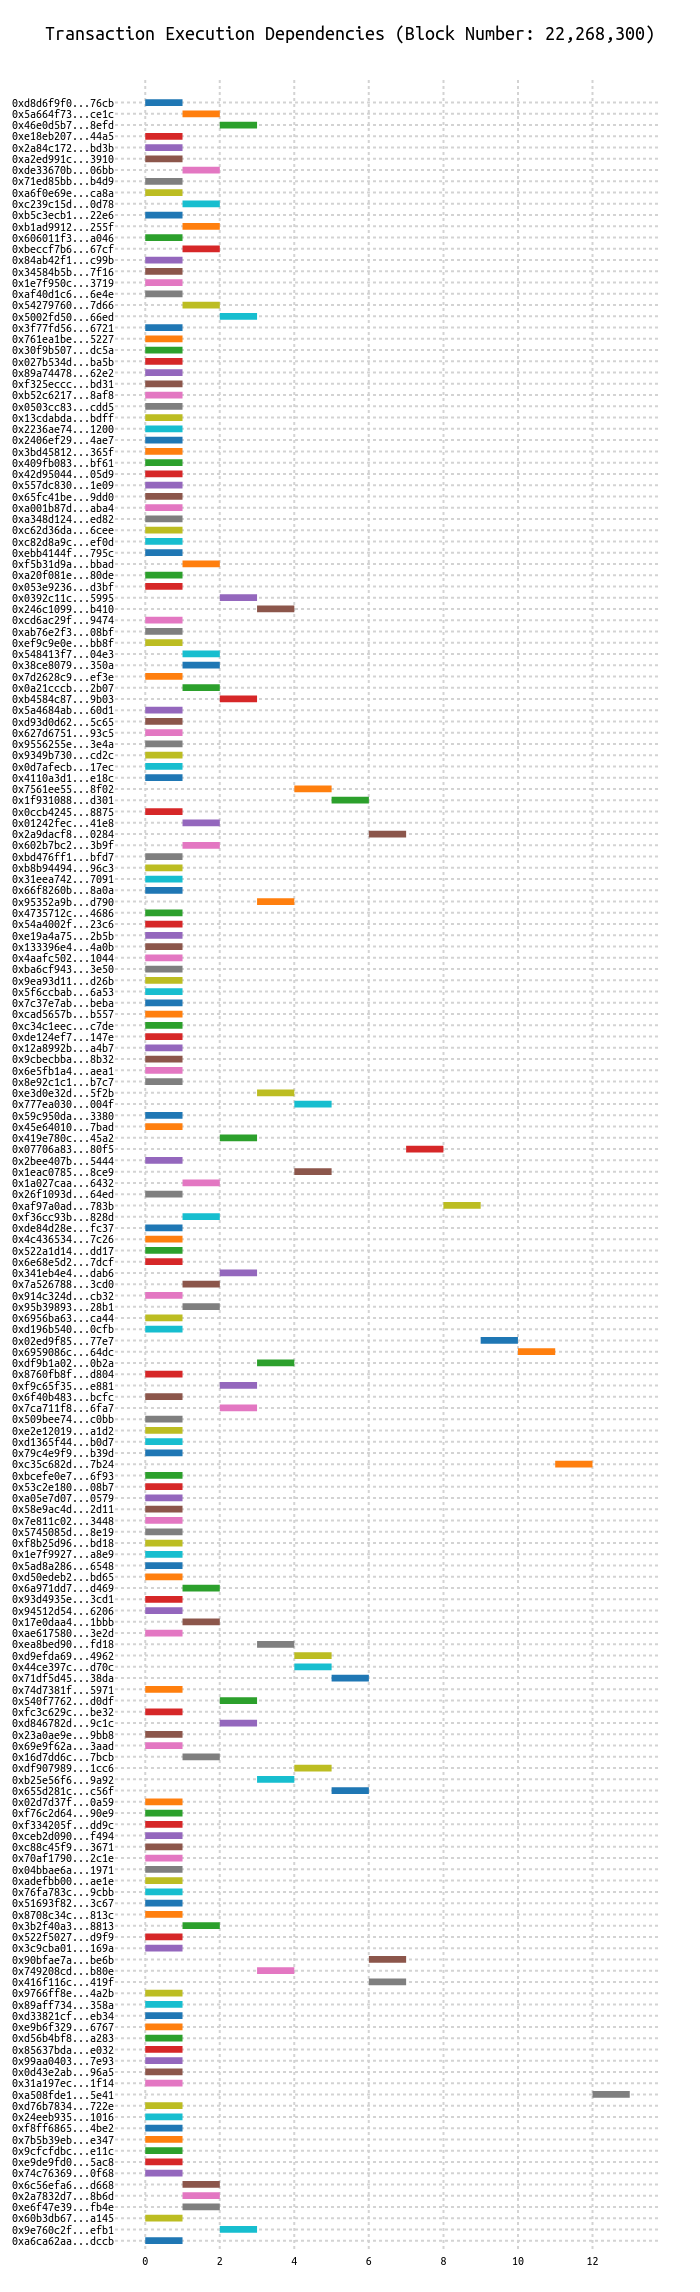 Transaction Execution Dependencies (Block Number: 22,268,300)
0xd8d6f9f0...76cb
0x5a664f73...ce1c
0x46e0d5b7...8efd
0xe18eb207...44a5
0x2a84c172...bd3b
0xa2ed991c...3910
0xde33670b...06bb
0x71ed85bb...b4d9
0xa6f0e69e...ca8a
0xc239c15d...0d78
0xb5c3ecb1...22e6
0xb1ad9912...255f
0x606011f3...a046
0xbeccf7b6...67cf
0x84ab42f1...c99b
0x34584b5b...7f16
0x1e7f950c...3719
0xaf40d1c6...6e4e
0x54279760...7d66
0x5002fd50...66ed
0x3f77fd56...6721
0x761ea1be...5227
0x30f9b507...dc5a
0x027b534d...ba5b
0x89a74478...62e2
0xf325eccc...bd31
0xb52c6217...8af8
0x0503cc83...cdd5
0x13cdabda...bdff
0x2236ae74...1200
0x2406ef29...4ae7
0x3bd45812...365f
0x409fb083...bf61
0x42d95044...05d9
0x557dc830...1e09
0x65fc41be...9dd0
0xa001b87d...aba4
0xa348d124...ed82
0xc62d36da...6cee
0xc82d8a9c...ef0d
0xebb4144f...795c
0xf5b31d9a...bbad
0xa20f081e...80de
0x053e9236...d3bf
0x0392c11c...5995
0x246c1099...b410
0xcd6ac29f...9474
0xab76e2f3...08bf
0xef9c9e0e...bb8f
0x548413f7...04e3
0x38ce8079...350a
0x7d2628c9...ef3e
0x0a21cccb...2b07
0xb4584c87...9b03
0x5a4684ab...60d1
0xd93d0d62...5c65
0x627d6751...93c5
0x9556255e...3e4a
0x9349b730...cd2c
0x0d7afecb...17ec
0x4110a3d1...e18c
0x7561ee55...8f02
0x1f931088...d301
0x0ccb4245...8875
0x01242fec...41e8
0x2a9dacf8...0284
0x602b7bc2...3b9f
0xbd476ff1...bfd7
0xb8b94494...96c3
0x31eea742...7091
0x66f8260b...8a0a
0x95352a9b...d790
0x4735712c...4686
0x54a4002f...23c6
0xe19a4a75...2b5b
0x133396e4...4a0b
0x4aafc502...1044
0xba6cf943...3e50
0x9ea93d11...d26b
0x5f6ccbab...6a53
0x7c37e7ab...beba
0xcad5657b...b557
0xc34c1eec...c7de
0xde124ef7...147e
0x12a8992b...a4b7
0x9cbecbba...8b32
0x6e5fb1a4...aea1
0x8e92c1c1...b7c7
0xe3d0e32d...5f2b
0x777ea030...004f
0x59c950da...3380
0x45e64010...7bad
0x419e780c...45a2
0x07706a83...80f5
0x2bee407b...5444
0x1eac0785...8ce9
0x1a027caa...6432
0x26f1093d...64ed
0xaf97a0ad...783b
0xf36cc93b...828d
0xde84d28e...fc37
0x4c436534...7c26
0x522a1d14...dd17
0x6e68e5d2...7dcf
0x341eb4e4...dab6
0x7a526788...3cd0
0x914c324d...cb32
0x95b39893...28b1
0x6956ba63...ca44
0xd196b540...0cfb
0x02ed9f85...77e7
0x6959086c...64dc
0xdf9b1a02...0b2a
0x8760fb8f...d804
0xf9c65f35...e881
0x6f40b483...bcfc
0x7ca711f8...6fa7
0x509bee74...c0bb
0xe2e12019...a1d2
0xd1365f44...b0d7
0x79c4e9f9...b39d
0xc35c682d...7b24
0xbcefe0e7...6f93
0x53c2e180...08b7
0xa05e7d07...0579
0x58e9ac4d...2d11
0x7e811c02...3448
0x5745085d...8e19
0xf8b25d96...bd18
0x1e7f9927...a8e9
0x5ad8a286...6548
0xd50edeb2...bd65
0x6a971dd7...d469
0x93d4935e...3cd1
0x94512d54...6206
0x17e0daa4...1bbb
0xae617580...3e2d
0xea8bed90...fd18
0xd9efda69...4962
0x44ce397c...d70c
0x71df5d45...38da
0x74d7381f...5971
0x540f7762...d0df
0xfc3c629c...be32
0xd846782d...9c1c
0x23a0ae9e...9bb8
0x69e9f62a...3aad
0x16d7dd6c...7bcb
0xdf907989...1cc6
0xb25e56f6...9a92
0x655d281c...c56f
0x02d7d37f...0a59
0xf76c2d64...90e9
0xf334205f...dd9c
0xceb2d090...f494
0xc88c45f9...3671
0x70af1790...2c1e
0x04bbae6a...1971
0xadefbb00...ae1e
0x76fa783c...9cbb
0x51693f82...3c67
0x8708c34c...813c
0x3b2f40a3...8813
0x522f5027...d9f9
0x3c9cba01...169a
0x90bfae7a...be6b
0x749208cd...b80e
0x416f116c...419f
0x9766ff8e...4a2b
0x89aff734...358a
0xd33821cf...eb34
0xe9b6f329...6767
0xd56b4bf8...a283
0x85637bda...e032
0x99aa0403...7e93
0x0d43e2ab...96a5
0x31a197ec...1f14
0xa508fde1...5e41
0xd76b7834...722e
0x24eeb935...1016
0xf8ff6865...4be2
0x7b5b39eb...e347
0x9cfcfdbc...e11c
0xe9de9fd0...5ac8
0x74c76369...0f68
0x6c56efa6...d668
0x2a7832d7...8b6d
0xe6f47e39...fb4e
0x60b3db67...a145
0x9e760c2f...efb1
0xa6ca62aa...dccb
0 2 4 6 8 10 12